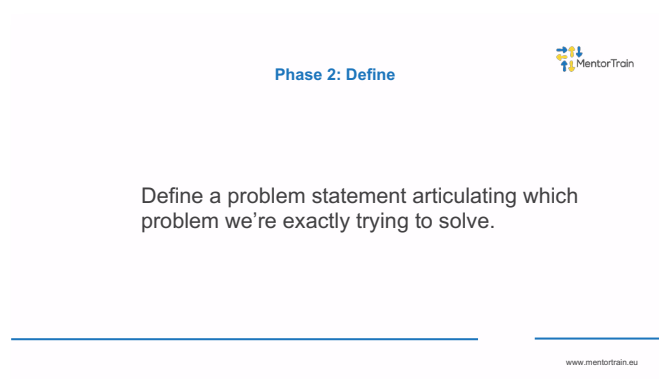 MentorTrain
Phase 2: Define
Define a problem statement articulating which
problem we’re exactly trying to solve.
www.mentortrain.eu